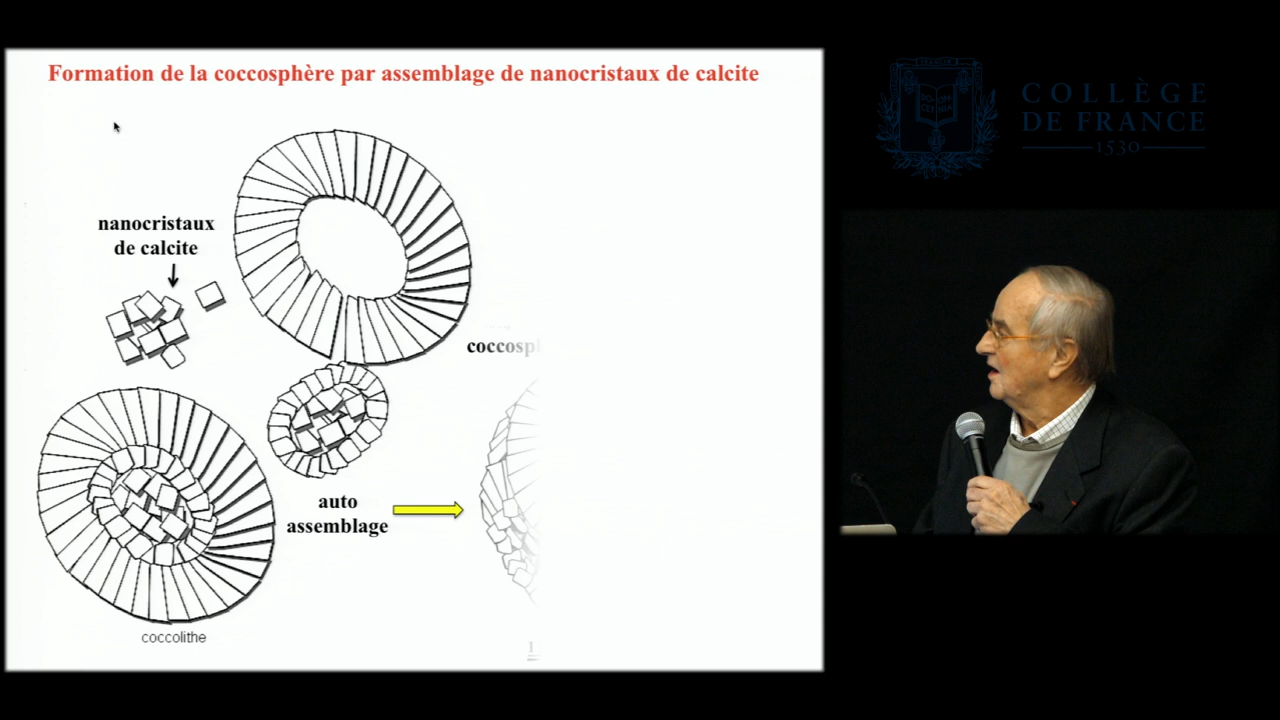 Formation de la coccosphère par assemblage de nanocristaux de calcite
COLLÈGE
DE FRANCE
1530
nanocristaux
de calcite
auto
assemblage
coccolithe